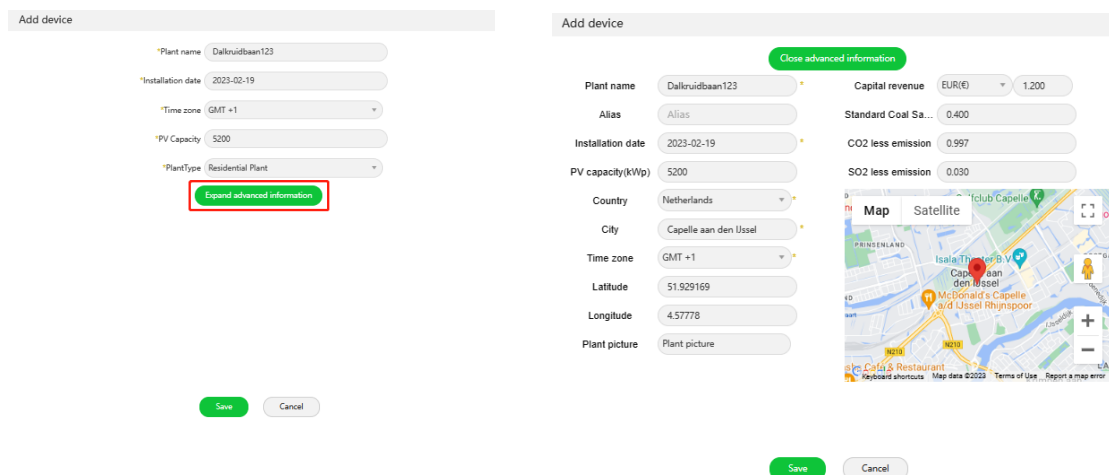 Add device
*Plant name Dalkruidbaan123
*Installation date 2023-02-19
*Time zone GMT +1
*PV Capacity 5200
*PlantType Residential Plant
Expand advanced information
Save Cancel
Add device
Close advanced information
Plant name Dalkruidbaan123 *
Alias Alias
Installation date 2023-02-19 *
PV capacity(kWp) 5200
Country Netherlands *
City Capelle aan den IJssel *
Time zone GMT +1 *
Latitude 51.929169
Longitude 4.57778
Plant picture Plant picture
Capital revenue EUR(€) 1.200
Standard Coal Sa...  0.400
CO2 less emission 0.997
SO2 less emission 0.030
Map Satellite
Capelle
PRINSENLAND
Isala Theater B.V.
Capelle aan
den IJssel
McDonald's Capelle
a/d IJssel Rhijnspoor
N210
N210
Restaurant
Keyboard shortcuts Map data ©2023 Terms of Use Report a map error
Save Cancel